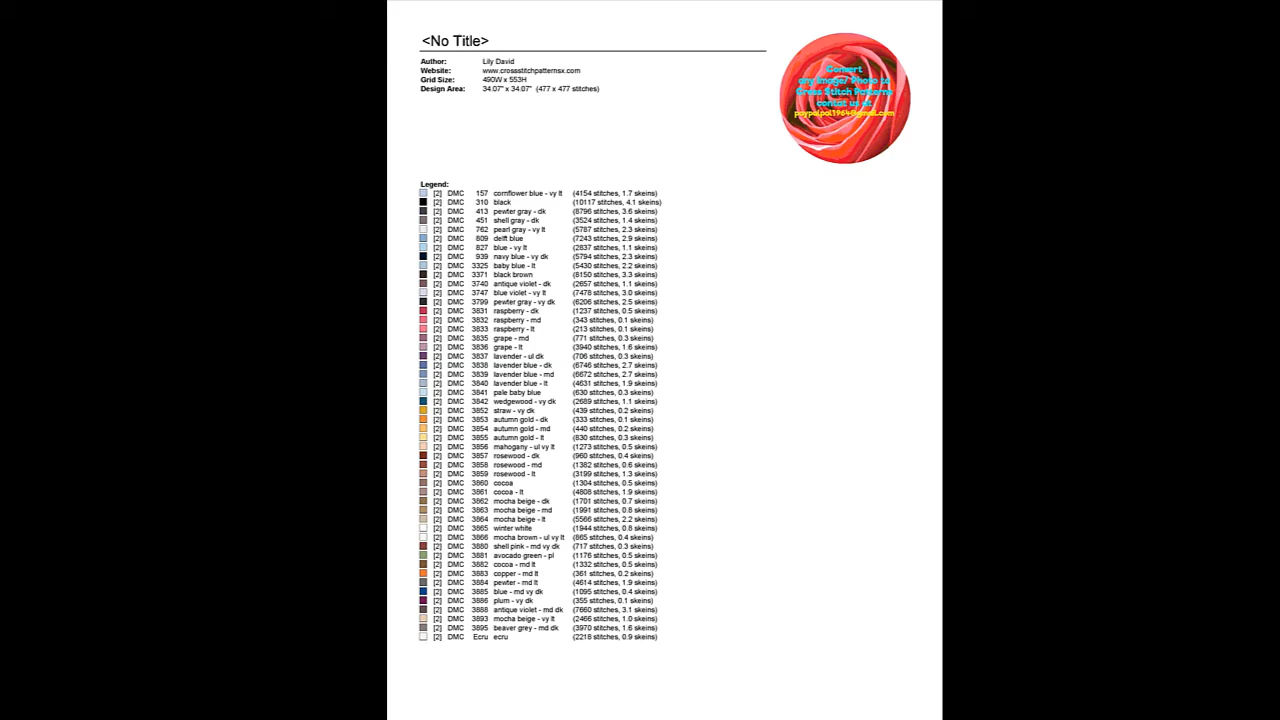 <No Title>
Author: Lily David
Website: www.crossstitchpatternsx.com
Grid Size: 490W x 553H
Design Area: 34.07" x 34.07" (477 x 477 stitches)
Convert
any Image/ Photo to
Cross Stitch Patterns
contat us at
paypalpal1964@gmail.com
Legend:
[2] DMC 157 cornflower blue - vy lt (4154 stitches, 1.7 skeins)
[2] DMC 310 black (10117 stitches, 4.1 skeins)
[2] DMC 413 pewter gray - dk (8796 stitches, 3.6 skeins)
[2] DMC 451 shell gray - dk (3524 stitches, 1.4 skeins)
[2] DMC 762 pearl gray - vy lt (5787 stitches, 2.3 skeins)
[2] DMC 809 delft blue (7243 stitches, 2.9 skeins)
[2] DMC 827 blue - vy lt (2837 stitches, 1.1 skeins)
[2] DMC 939 navy blue - vy dk (5794 stitches, 2.3 skeins)
[2] DMC 3325 baby blue - lt (5430 stitches, 2.2 skeins)
[2] DMC 3371 black brown (8150 stitches, 3.3 skeins)
[2] DMC 3740 antique violet - dk (2657 stitches, 1.1 skeins)
[2] DMC 3747 blue violet - vy lt (7478 stitches, 3.0 skeins)
[2] DMC 3799 pewter gray - vy dk (6206 stitches, 2.5 skeins)
[2] DMC 3831 raspberry - dk (1237 stitches, 0.5 skeins)
[2] DMC 3832 raspberry - md (343 stitches, 0.1 skeins)
[2] DMC 3833 raspberry - lt (213 stitches, 0.1 skeins)
[2] DMC 3835 grape - md (771 stitches, 0.3 skeins)
[2] DMC 3836 grape - lt (3940 stitches, 1.6 skeins)
[2] DMC 3837 lavender - ul dk (706 stitches, 0.3 skeins)
[2] DMC 3838 lavender blue - dk (6746 stitches, 2.7 skeins)
[2] DMC 3839 lavender blue - md (6672 stitches, 2.7 skeins)
[2] DMC 3840 lavender blue - lt (4631 stitches, 1.9 skeins)
[2] DMC 3841 pale baby blue (630 stitches, 0.3 skeins)
[2] DMC 3842 wedgewood - vy dk (2689 stitches, 1.1 skeins)
[2] DMC 3852 straw - vy dk (439 stitches, 0.2 skeins)
[2] DMC 3853 autumn gold - dk (333 stitches, 0.1 skeins)
[2] DMC 3854 autumn gold - md (440 stitches, 0.2 skeins)
[2] DMC 3855 autumn gold - lt (830 stitches, 0.3 skeins)
[2] DMC 3856 mahogany - ul vy lt (1273 stitches, 0.5 skeins)
[2] DMC 3857 rosewood - dk (960 stitches, 0.4 skeins)
[2] DMC 3858 rosewood - md (1382 stitches, 0.6 skeins)
[2] DMC 3859 rosewood - lt (3199 stitches, 1.3 skeins)
[2] DMC 3860 cocoa (1304 stitches, 0.5 skeins)
[2] DMC 3861 cocoa - lt (4808 stitches, 1.9 skeins)
[2] DMC 3862 mocha beige - dk (1701 stitches, 0.7 skeins)
[2] DMC 3863 mocha beige - md (1991 stitches, 0.8 skeins)
[2] DMC 3864 mocha beige - lt (5566 stitches, 2.2 skeins)
[2] DMC 3865 winter white (1944 stitches, 0.8 skeins)
[2] DMC 3866 mocha brown - ul vy lt (865 stitches, 0.4 skeins)
[2] DMC 3880 shell pink - md vy dk (717 stitches, 0.3 skeins)
[2] DMC 3881 avocado green - pl (1176 stitches, 0.5 skeins)
[2] DMC 3882 cocoa - md lt (1332 stitches, 0.5 skeins)
[2] DMC 3883 copper - md lt (361 stitches, 0.2 skeins)
[2] DMC 3884 pewter - md lt (4614 stitches, 1.9 skeins)
[2] DMC 3885 blue - md vy dk (1095 stitches, 0.4 skeins)
[2] DMC 3886 plum - vy dk (355 stitches, 0.1 skeins)
[2] DMC 3888 antique violet - md dk (7660 stitches, 3.1 skeins)
[2] DMC 3893 mocha beige - vy lt (2466 stitches, 1.0 skeins)
[2] DMC 3895 beaver grey - md dk (3970 stitches, 1.6 skeins)
[2] DMC Ecru ecru (2218 stitches, 0.9 skeins)